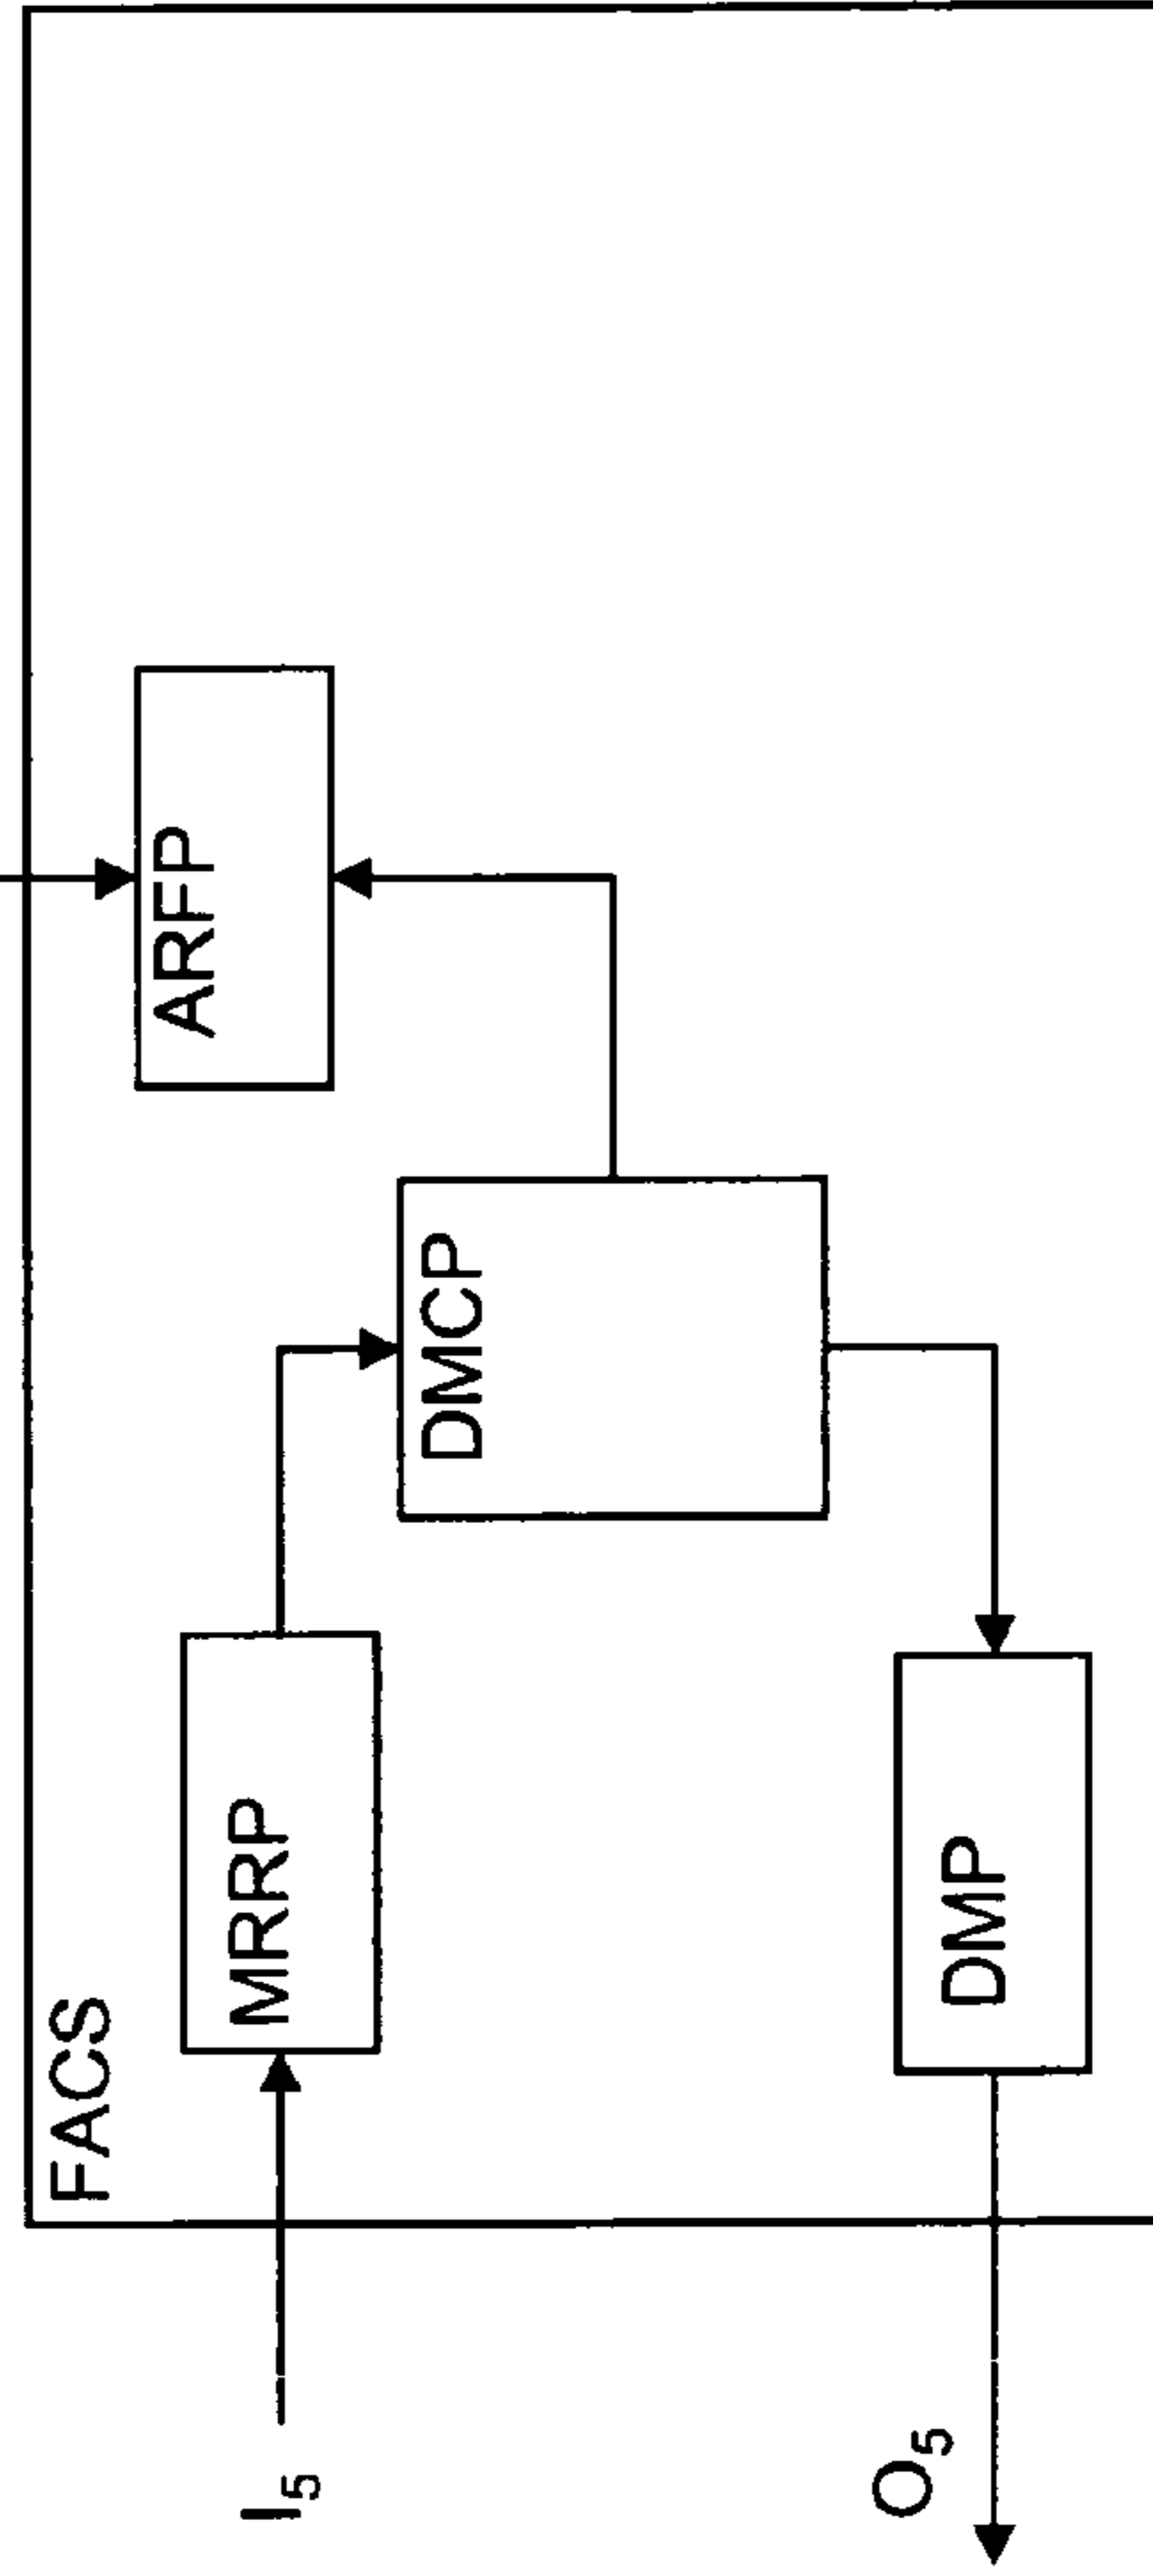 FACS
ARFP
MRRP
DMCP
I₅
DMP
O₅